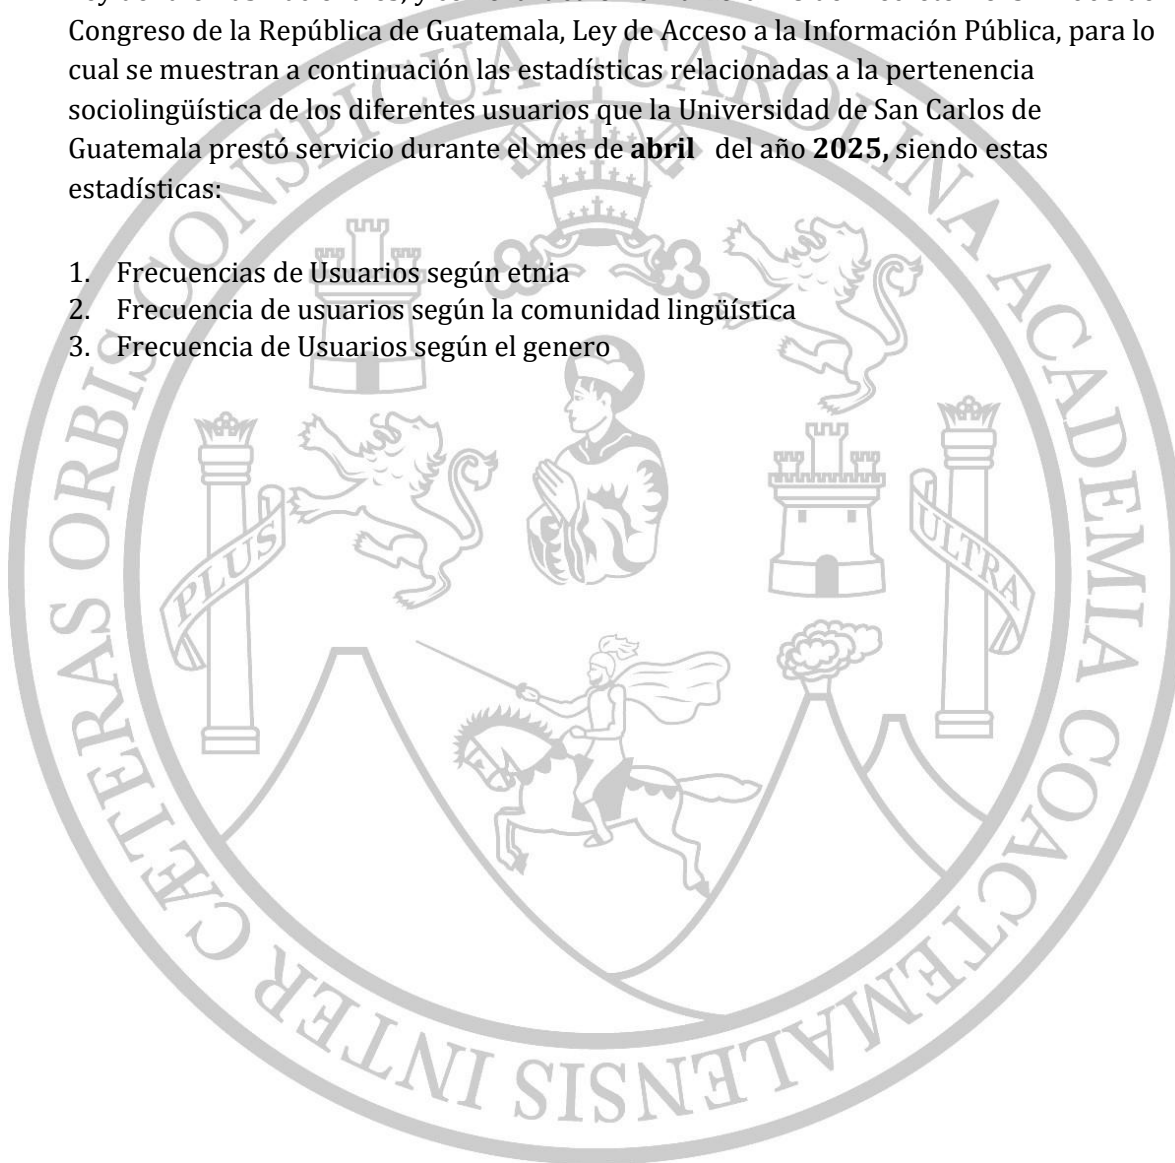 Congreso de la República de Guatemala, Ley de Acceso a la Información Pública, para lo
cual se muestran a continuación las estadísticas relacionadas a la pertenencia
sociolingüística de los diferentes usuarios que la Universidad de San Carlos de
Guatemala prestó servicio durante el mes de abril del año 2025, siendo estas
estadísticas:
1. Frecuencias de Usuarios según etnia
2. Frecuencia de usuarios según la comunidad lingüística
3. Frecuencia de Usuarios según el genero
CONSPICUA CAROLINA ACADEMIA COACTEMALENSIS INTER CÆTERAS ORBIS
PLUS
ULTRA